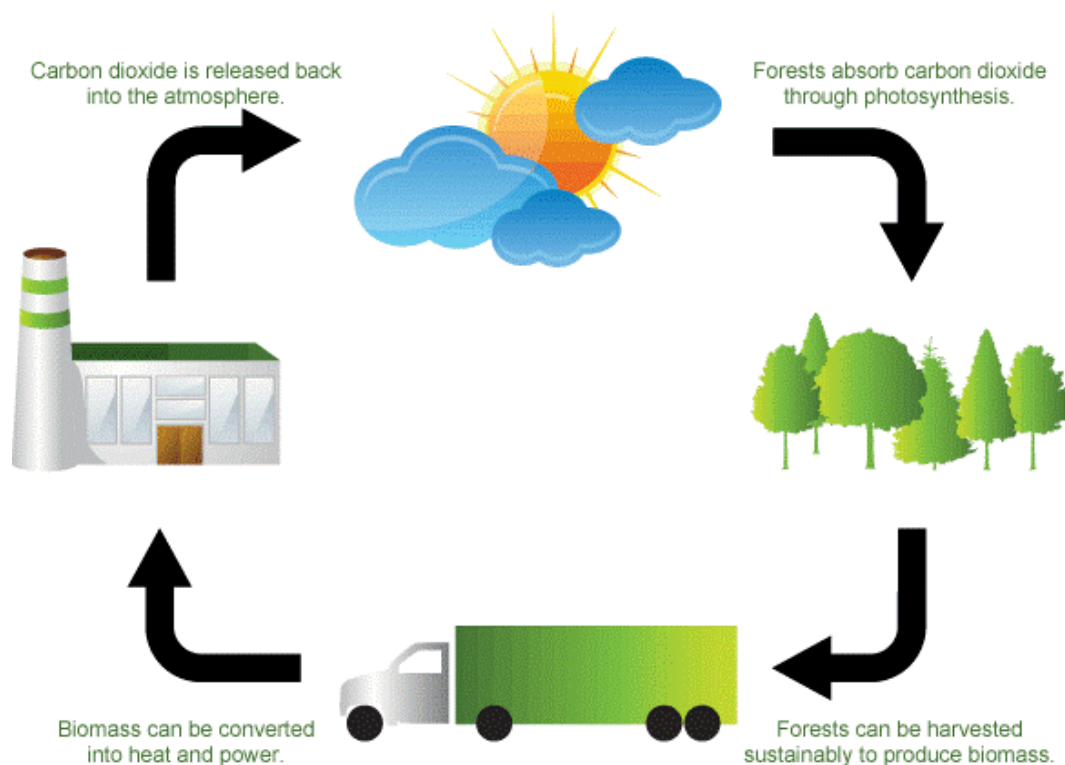 Carbon dioxide is released back
into the atmosphere.
Forests absorb carbon dioxide
through photosynthesis.
Forests can be harvested
sustainably to produce biomass.
Biomass can be converted
into heat and power.